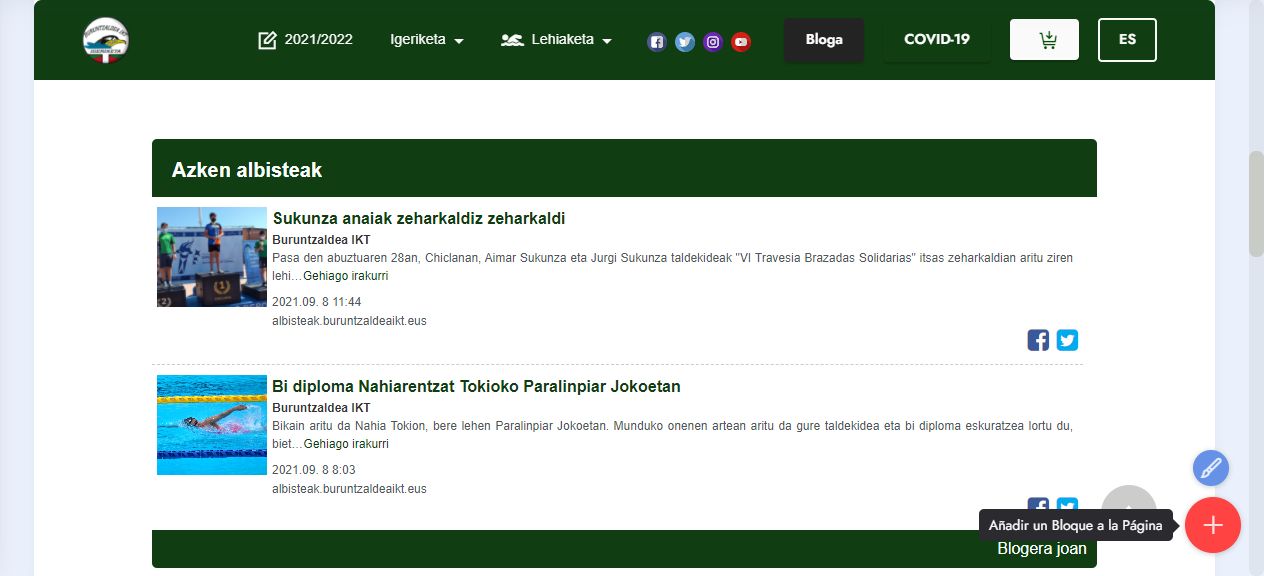 2021/2022
Igeriketa
Lehiaketa
Bloga
COVID-19
ES
Azken albisteak
Sukunza anaiak zeharkaldiz zeharkaldi
Buruntzaldea IKT
Pasa den abuztuaren 28an, Chiclanan, Aimar Sukunza eta Jurgi Sukunza taldekideak "VI Travesia Brazadas Solidarias" itsas zeharkaldian aritu ziren
lehi…Gehiago irakurri
2021.09. 8 11:44
albisteak.buruntzaldeaikt.eus
Bi diploma Nahiarentzat Tokioko Paralinpiar Jokoetan
Buruntzaldea IKT
Bikain aritu da Nahia Tokion, bere lehen Paralinpiar Jokoetan. Munduko onenen artean aritu da gure taldekidea eta bi diploma eskuratzea lortu du,
biet…Gehiago irakurri
2021.09. 8 8:03
albisteak.buruntzaldeaikt.eus
Añadir un Bloque a la Página
Blogera joan